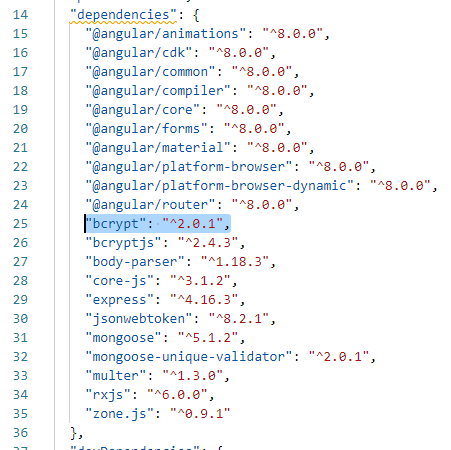 14 "dependencies": {
15 "@angular/animations": "^8.0.0",
16 "@angular/cdk": "^8.0.0",
17 "@angular/common": "^8.0.0",
18 "@angular/compiler": "^8.0.0",
19 "@angular/core": "^8.0.0",
20 "@angular/forms": "^8.0.0",
21 "@angular/material": "^8.0.0",
22 "@angular/platform-browser": "^8.0.0",
23 "@angular/platform-browser-dynamic": "^8.0.0",
24 "@angular/router": "^8.0.0",
25 "bcrypt": "^2.0.1",
26 "bcryptjs": "^2.4.3",
27 "body-parser": "^1.18.3",
28 "core-js": "^3.1.2",
29 "express": "^4.16.3",
30 "jsonwebtoken": "^8.2.1",
31 "mongoose": "^5.1.2",
32 "mongoose-unique-validator": "^2.0.1",
33 "multer": "^1.3.0",
34 "rxjs": "^6.0.0",
35 "zone.js": "^0.9.1"
36 },
37 "devDependencies": {